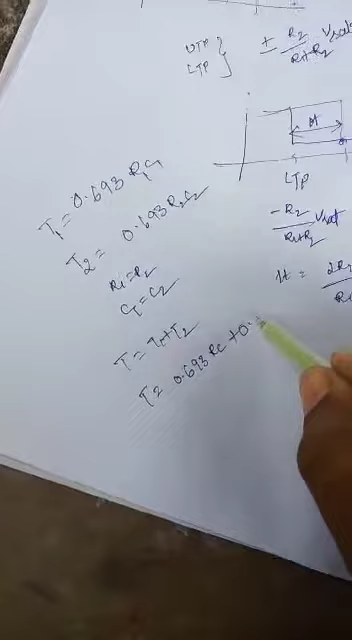 UTP
LTP } ± R2/(R1+R2) Vsat
H
LTP
-R2/(R1+R2) Vsat
T1 = 0.693 R1C1
T2 = 0.693 R2C2
R1=R2
C1=C2
H = 2R2
T = T1+T2
T = 0.693 RC + 0.